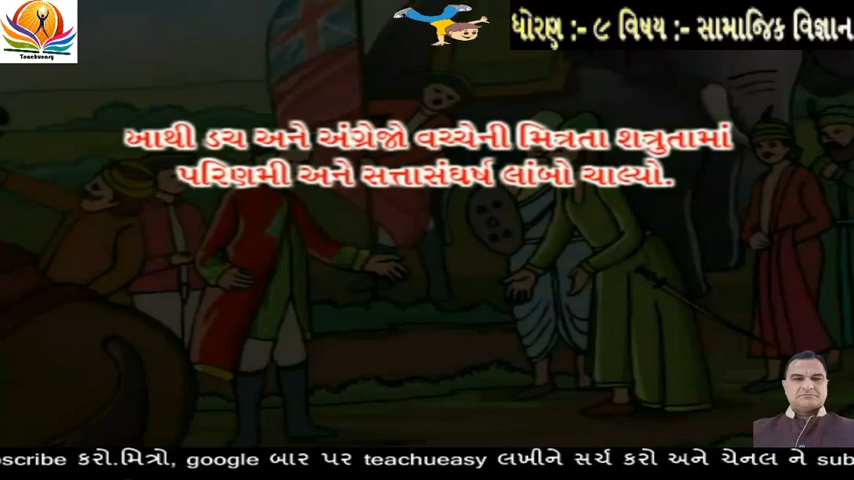 Teachueasy
ધોરણ :- ૯ વિષય :- સામાજિક વિજ્ઞાન
આથી ડચ અને અંગ્રેજો વચ્ચેની મિત્રતા શત્રુતામાં
પરિણમી અને સત્તાસંઘર્ષ લાંબો ચાલ્યો.
scribe કરો.મિત્રો, google બાર પર teachueasy લખીને સર્ચ કરો અને ચેનલ ને sub